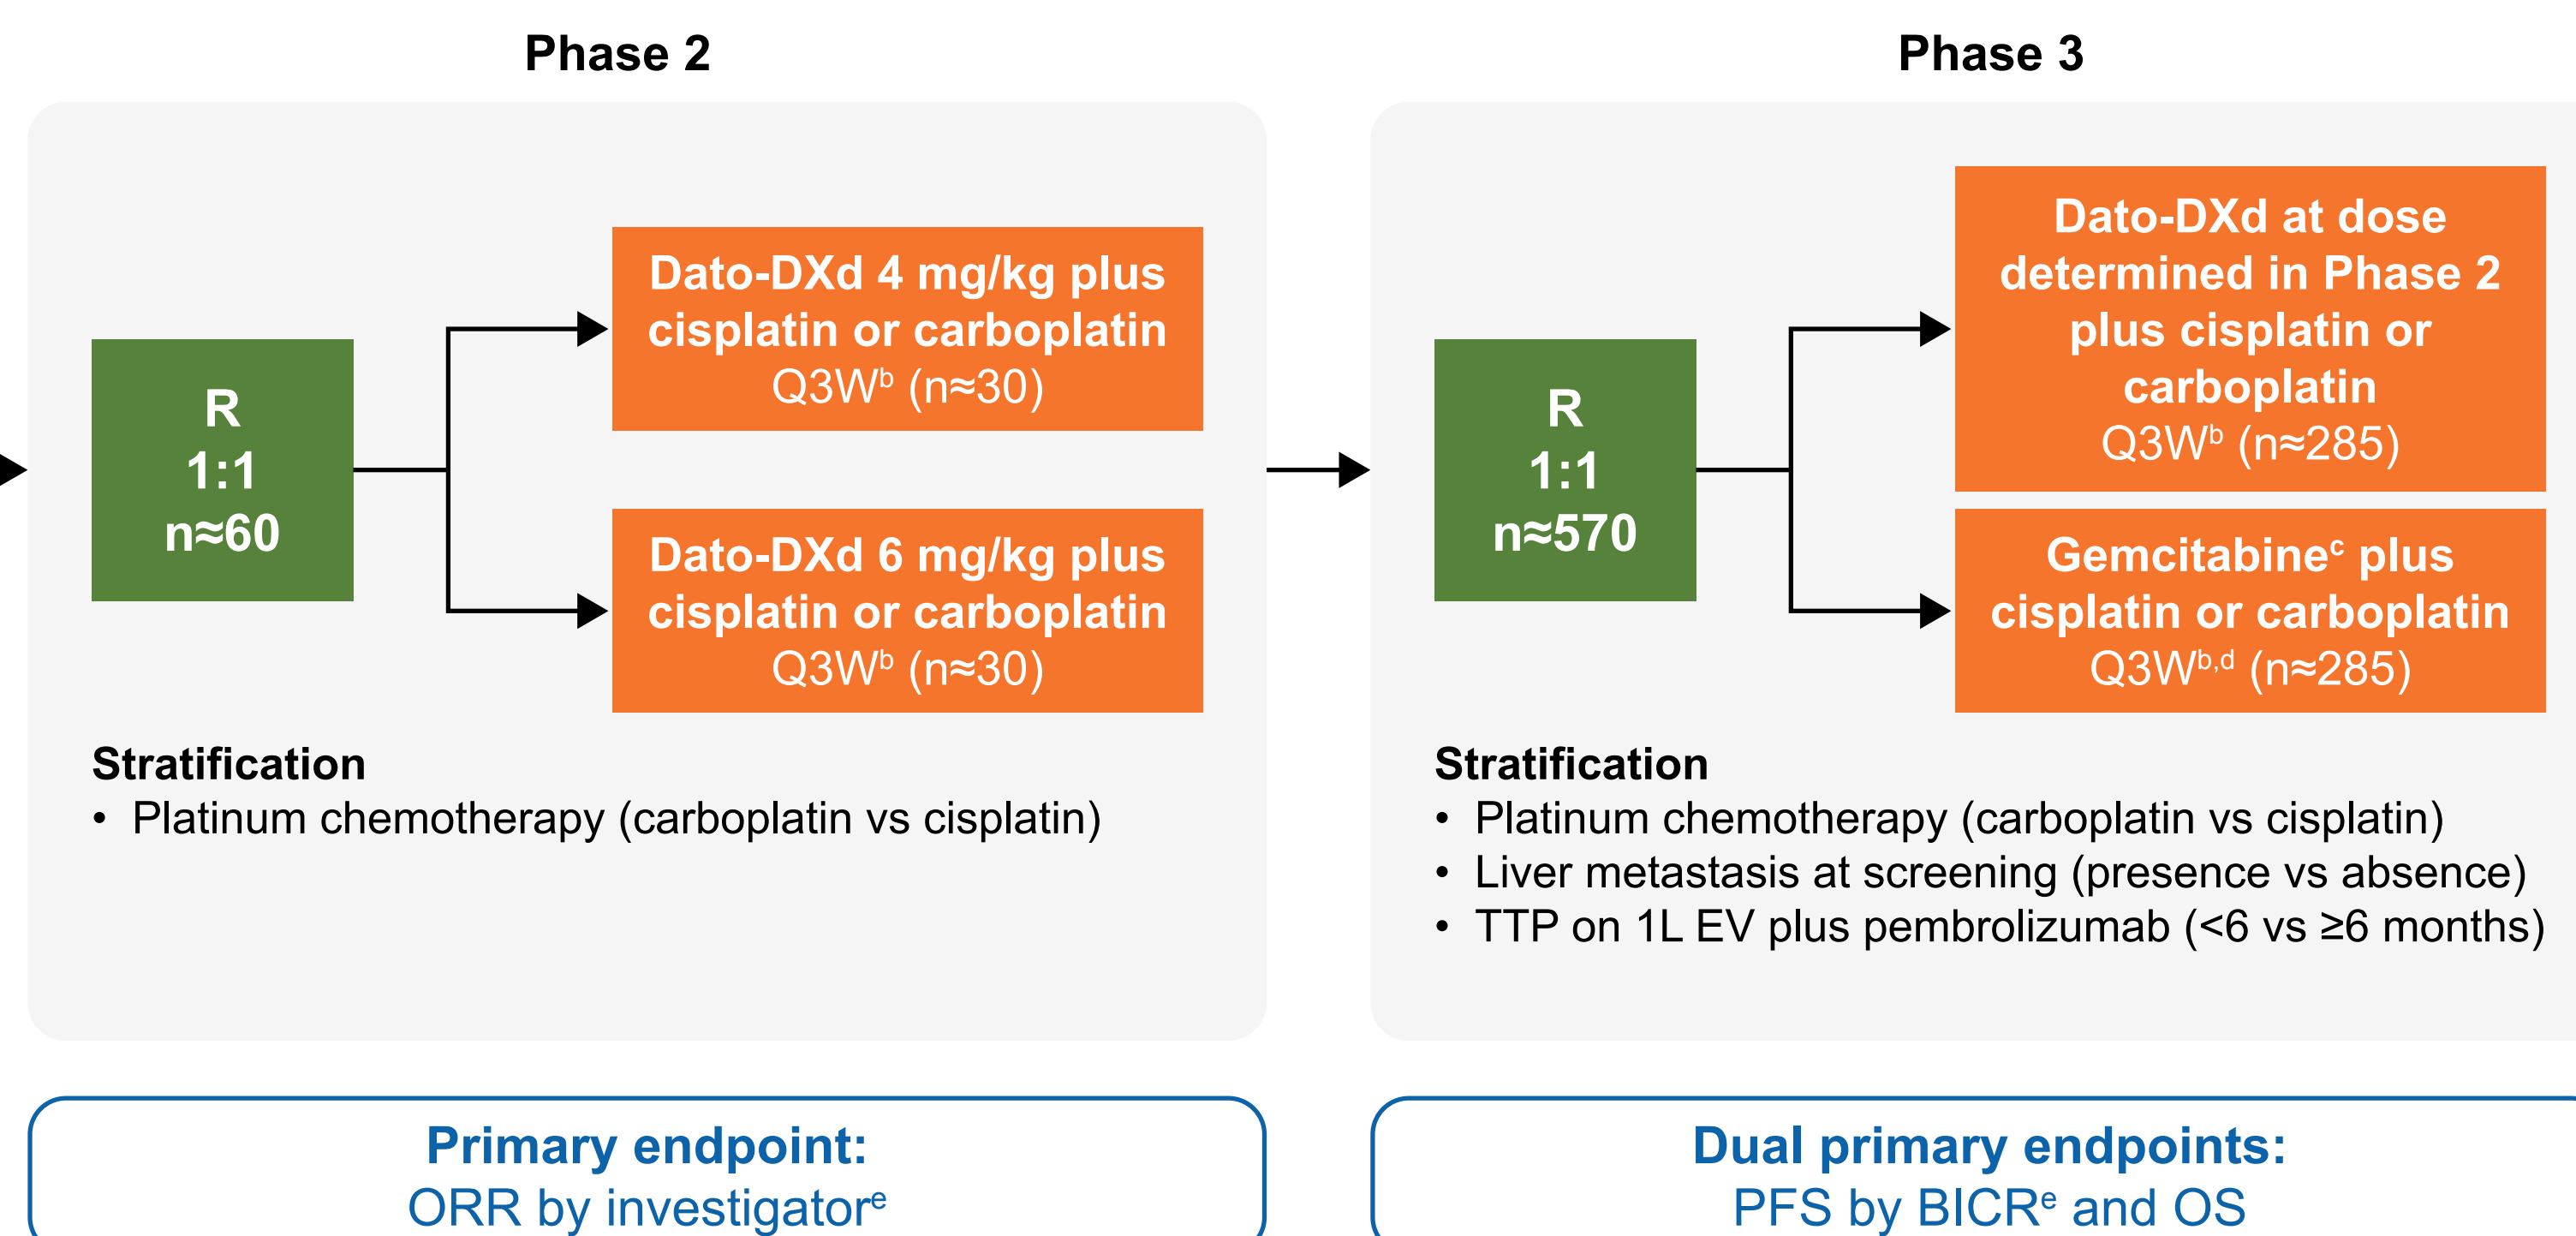 Phase 2
R
1:1
n≈60
Dato-DXd 4 mg/kg plus
cisplatin or carboplatin
Q3Wᵇ (n≈30)
Dato-DXd 6 mg/kg plus
cisplatin or carboplatin
Q3Wᵇ (n≈30)
Stratification
• Platinum chemotherapy (carboplatin vs cisplatin)
Primary endpoint:
ORR by investigatorᵉ
Phase 3
R
1:1
n≈570
Dato-DXd at dose
determined in Phase 2
plus cisplatin or
carboplatin
Q3Wᵇ (n≈285)
Gemcitabineᶜ plus
cisplatin or carboplatin
Q3Wᵇ,ᵈ (n≈285)
Stratification
• Platinum chemotherapy (carboplatin vs cisplatin)
• Liver metastasis at screening (presence vs absence)
• TTP on 1L EV plus pembrolizumab (<6 vs ≥6 months)
Dual primary endpoints:
PFS by BICRᵉ and OS